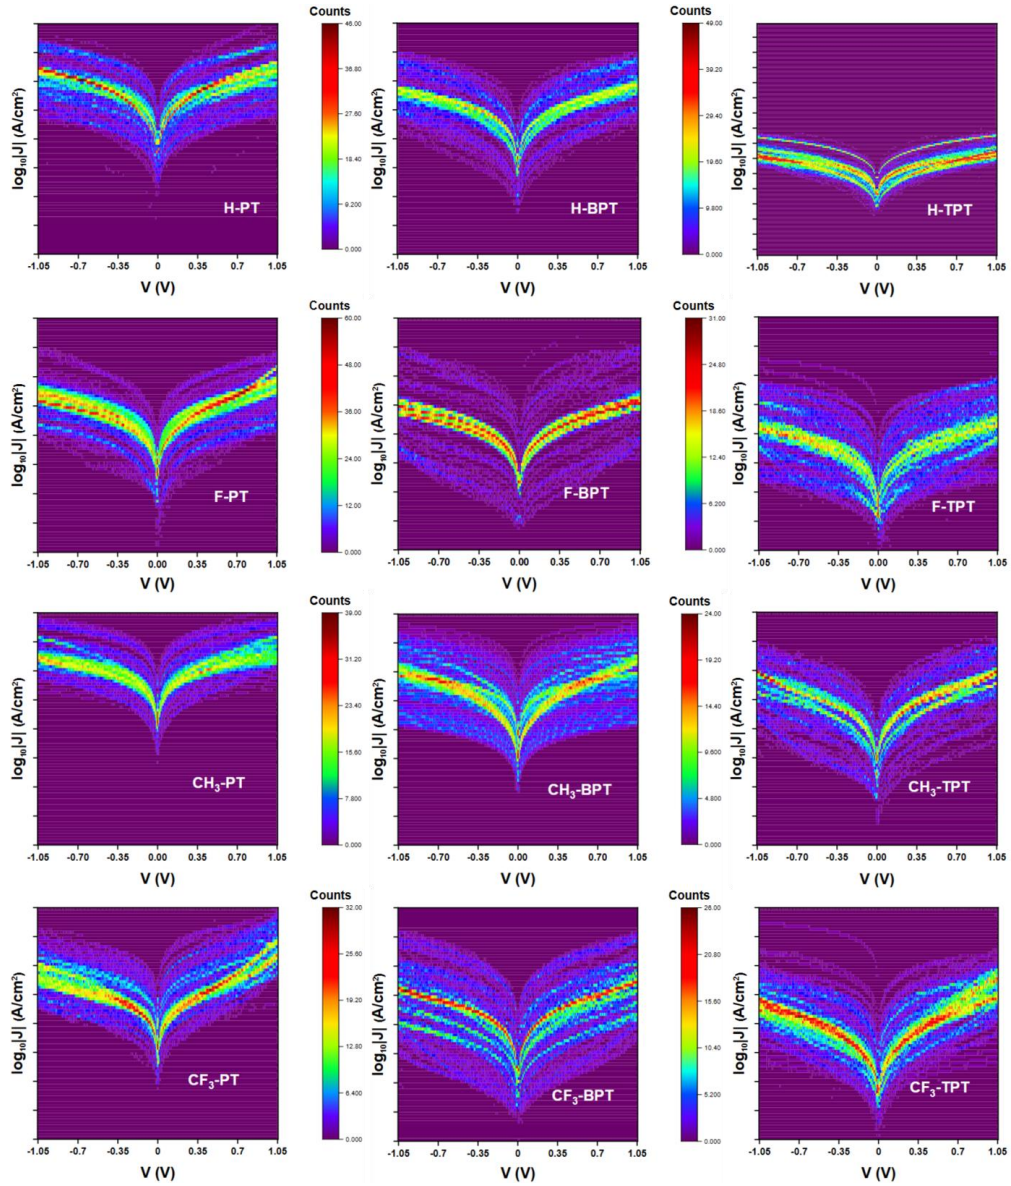 log₁₀|J| (A/cm²)
H-PT
-1.05 -0.7 -0.35 0 0.35 0.7 1.05
V (V)
Counts
46.00
36.80
27.60
18.40
9.200
0.000
log₁₀|J| (A/cm²)
H-BPT
-1.05 -0.7 -0.35 0 0.35 0.7 1.05
V (V)
Counts
49.00
39.20
29.40
19.60
9.800
0.000
log₁₀|J| (A/cm²)
H-TPT
-1.05 -0.7 -0.35 0 0.35 0.7 1.05
V (V)
log₁₀|J| (A/cm²)
F-PT
-1.05 -0.70 -0.35 0.00 0.35 0.70 1.05
V (V)
Counts
60.00
48.00
36.00
24.00
12.00
0.000
log₁₀|J| (A/cm²)
F-BPT
-1.05 -0.70 -0.35 0.00 0.35 0.70 1.05
V (V)
Counts
31.00
24.80
18.60
12.40
6.200
0.000
log₁₀|J| (A/cm²)
F-TPT
-1.05 -0.7 -0.35 0 0.35 0.7 1.05
V (V)
log₁₀|J| (A/cm²)
CH₃-PT
-1.05 -0.70 -0.35 0.00 0.35 0.70 1.05
V (V)
Counts
39.00
31.20
23.40
15.60
7.800
0.000
log₁₀|J| (A/cm²)
CH₃-BPT
-1.05 -0.70 -0.35 0.00 0.35 0.70 1.05
V (V)
Counts
24.00
19.20
14.40
9.600
4.800
0.000
log₁₀|J| (A/cm²)
CH₃-TPT
-1.05 -0.70 -0.35 0.00 0.35 0.70 1.05
V (V)
log₁₀|J| (A/cm²)
CF₃-PT
-1.05 -0.70 -0.35 0.00 0.35 0.70 1.05
V (V)
Counts
32.00
25.60
19.20
12.80
6.400
0.000
log₁₀|J| (A/cm²)
CF₃-BPT
-1.05 -0.70 -0.35 0.00 0.35 0.70 1.05
V (V)
Counts
26.00
20.80
15.60
10.40
5.200
0.000
log₁₀|J| (A/cm²)
CF₃-TPT
-1.05 -0.70 -0.35 0.00 0.35 0.70 1.05
V (V)